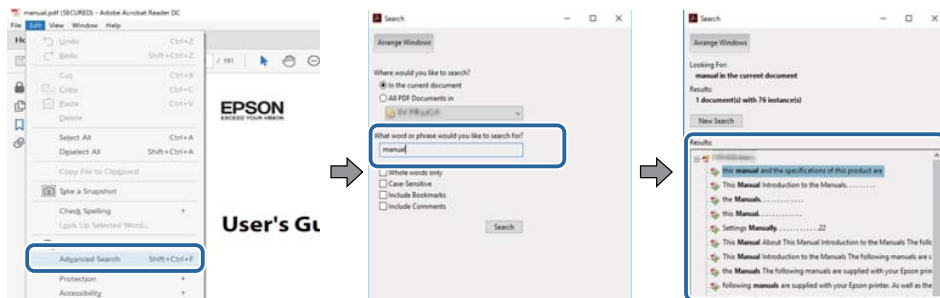 manual.pdf (SECURED) - Adobe Acrobat Reader DC
File Edit View Window Help
Undo Ctrl+Z
Redo Shift+Ctrl+Z
Cut Ctrl+X
Copy Ctrl+C
Paste Ctrl+V
Delete
Select All Ctrl+A
Deselect All Shift+Ctrl+A
Copy File to Clipboard
Take a Snapshot
Check Spelling
Look Up Selected Word...
Advanced Search Shift+Ctrl+F
Protection
Accessibility
/ 191
EPSON
EXCEED YOUR VISION
User's Gu
Search
Arrange Windows
Where would you like to search?
In the current document
All PDF Documents in
What word or phrase would you like to search for?
manual
Whole words only
Case-Sensitive
Include Bookmarks
Include Comments
Search
Search
Arrange Windows
Looking For:
manual in the current document
Results:
1 document(s) with 76 instance(s)
New Search
Results:
this manual and the specifications of this product are
This Manual Introduction to the Manuals. . . . . . . . .
the Manuals. . . . . . . . . . . . .
this Manual. . . . . . . . . . . . .
Settings Manually. . . . . . . . . . . . .22
This Manual About This Manual Introduction to the Manuals The follo
This Manual Introduction to the Manuals The following manuals are s
the Manuals The following manuals are supplied with your Epson prin
following manuals are supplied with your Epson printer. As well as the